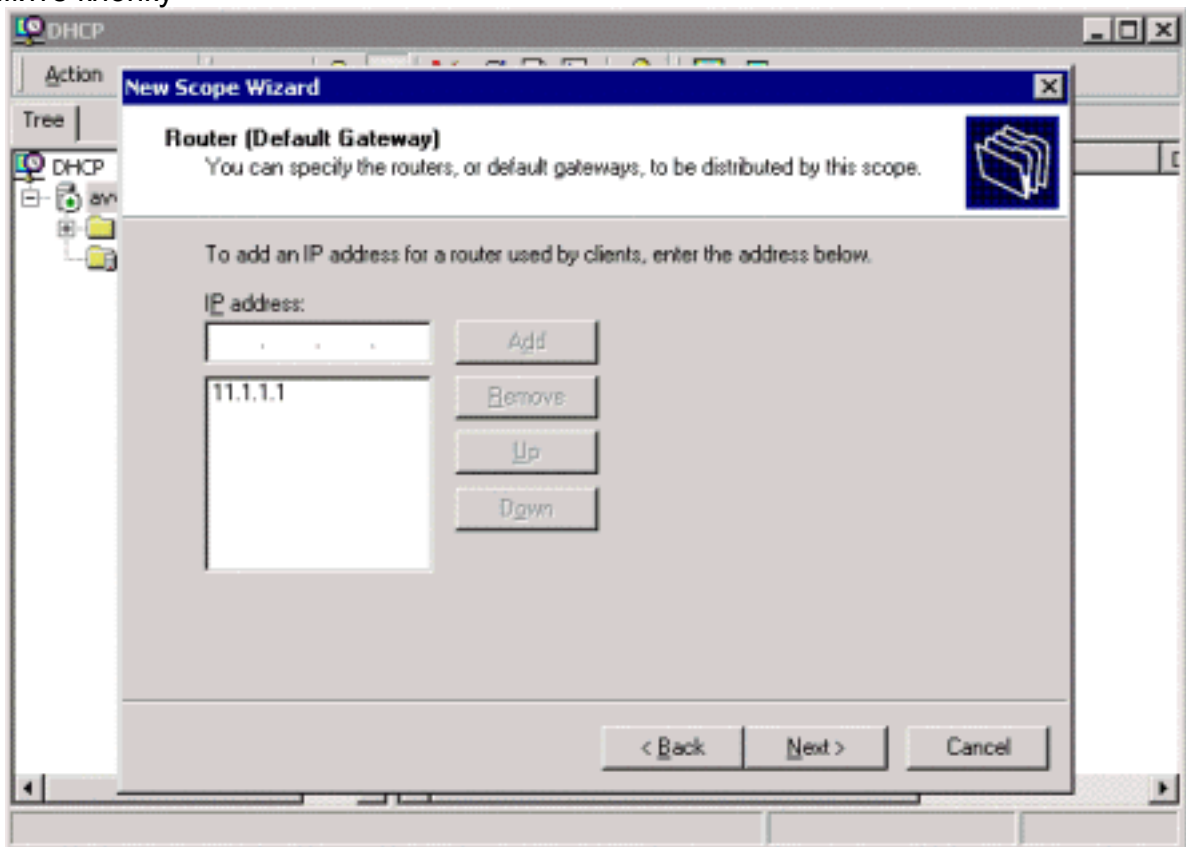 DHCP
Action
New Scope Wizard
Tree
Router (Default Gateway)
You can specify the routers, or default gateways, to be distributed by this scope.
DHCP
To add an IP address for a router used by clients, enter the address below.
IP address:
Add
11.1.1.1
Remove
Up
Down
< Back
Next >
Cancel